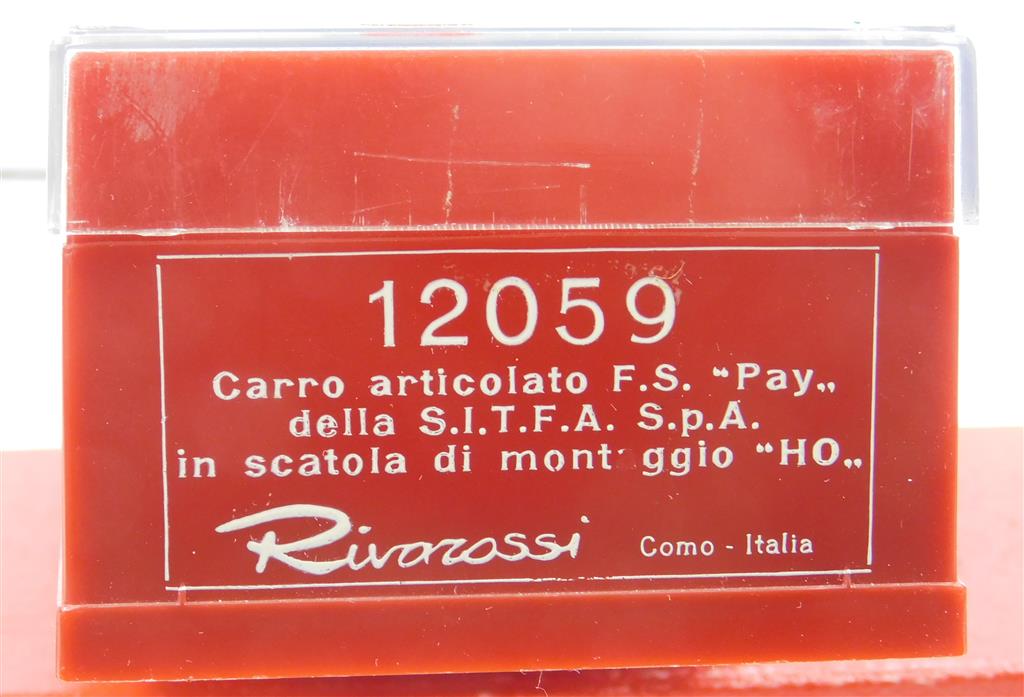 12059
Carro articolato F.S. “Pay„
della S.I.T.F.A. S.p.A.
in scatola di mont ggio “HO„
Rivarossi Como - Italia